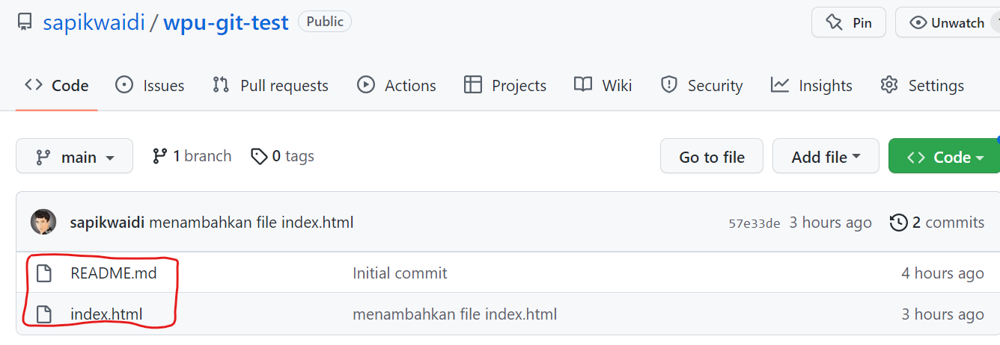 sapikwaidi / wpu-git-test Public Pin Unwatch
Code Issues Pull requests Actions Projects Wiki Security Insights Settings
main 1 branch 0 tags Go to file Add file Code
sapikwaidi menambahkan file index.html 57e33de 3 hours ago 2 commits
README.md Initial commit 4 hours ago
index.html menambahkan file index.html 3 hours ago